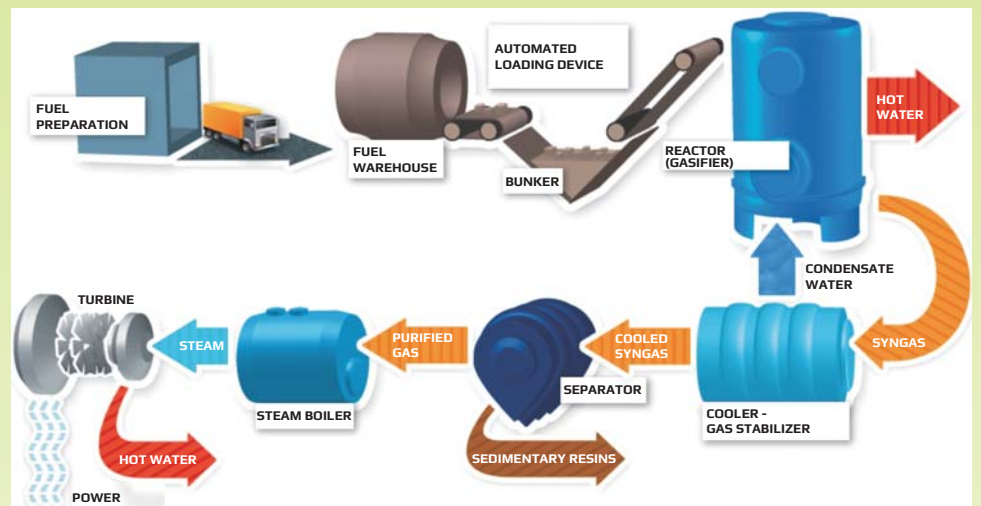 FUEL
PREPARATION
FUEL
WAREHOUSE
AUTOMATED
LOADING DEVICE
BUNKER
REACTOR
(GASIFIER)
HOT
WATER
CONDENSATE
WATER
SYNGAS
COOLER -
GAS STABILIZER
COOLED
SYNGAS
SEPARATOR
SEDIMENTARY RESINS
PURIFIED
GAS
STEAM BOILER
STEAM
TURBINE
HOT WATER
POWER